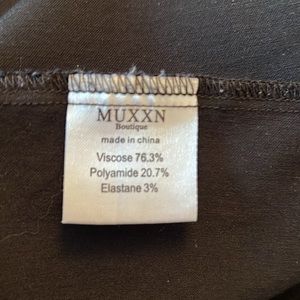 MUXXN
Boutique
made in china
Viscose 76.3%
Polyamide 20.7%
Elastane 3%